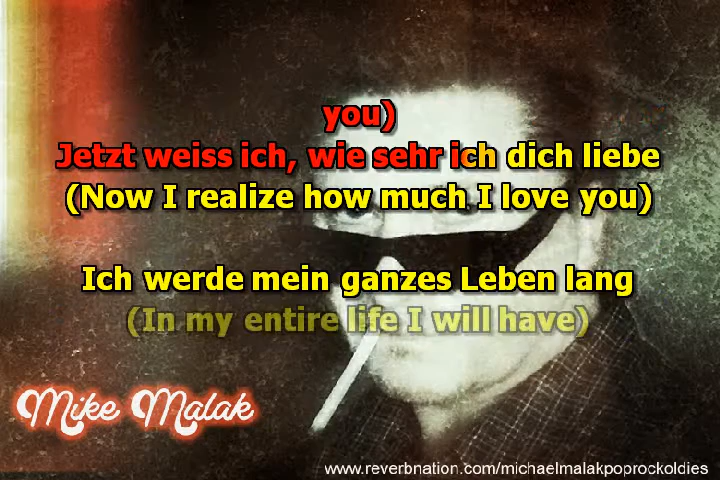 you)
Jetzt weiss ich, wie sehr ich dich liebe
(Now I realize how much I love you)
Ich werde mein ganzes Leben lang
(In my entire life I will have)
Mike Malak
www.reverbnation.com/michaelmalakpoprockoldies